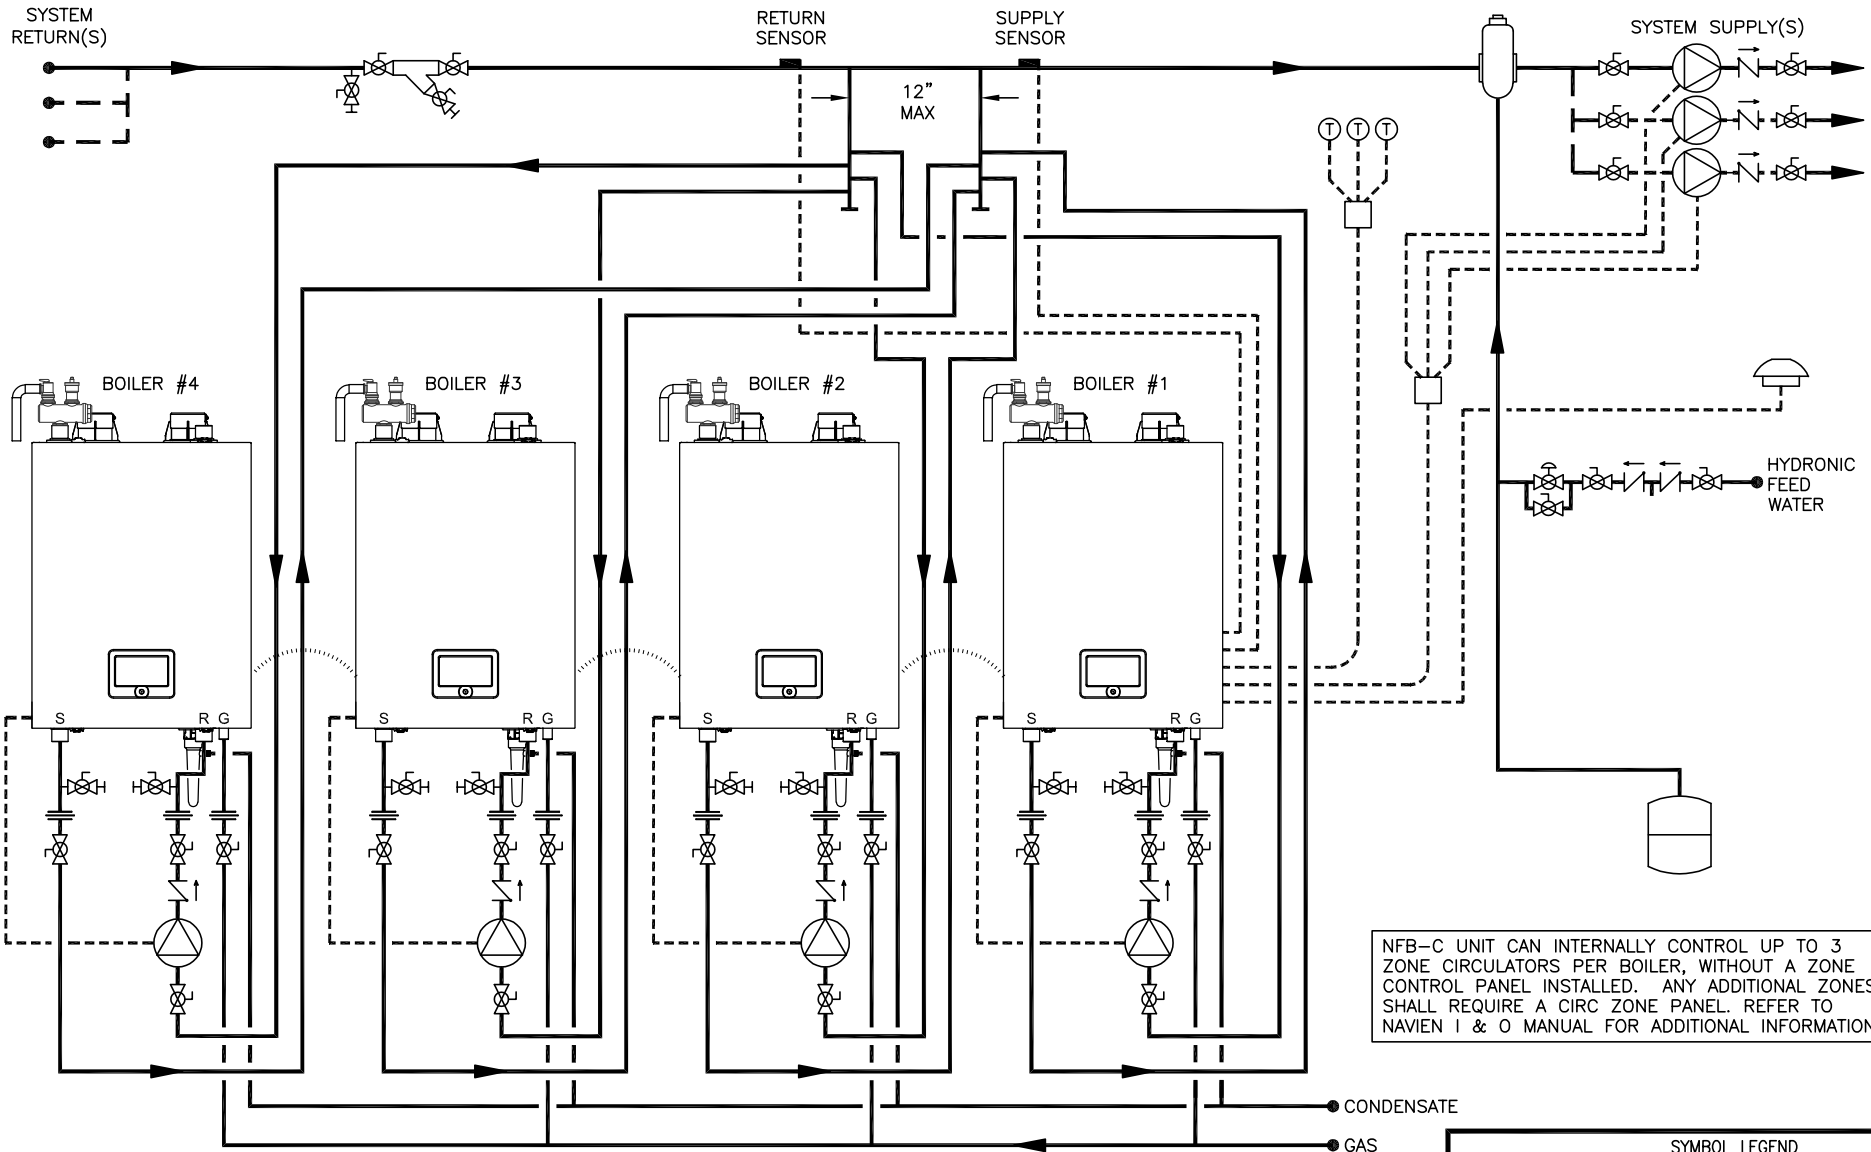 SYSTEM
RETURN(S)
RETURN
SENSOR
SUPPLY
SENSOR
SYSTEM SUPPLY(S)
12"
MAX
T T T
BOILER #4
BOILER #3
BOILER #2
BOILER #1
HYDRONIC
FEED
WATER
S R G
S R G
S R G
S R G
NFB-C UNIT CAN INTERNALLY CONTROL UP TO 3
ZONE CIRCULATORS PER BOILER, WITHOUT A ZONE
CONTROL PANEL INSTALLED. ANY ADDITIONAL ZONES
SHALL REQUIRE A CIRC ZONE PANEL. REFER TO
NAVIEN I & O MANUAL FOR ADDITIONAL INFORMATION
CONDENSATE
GAS
SYMBOL LEGEND